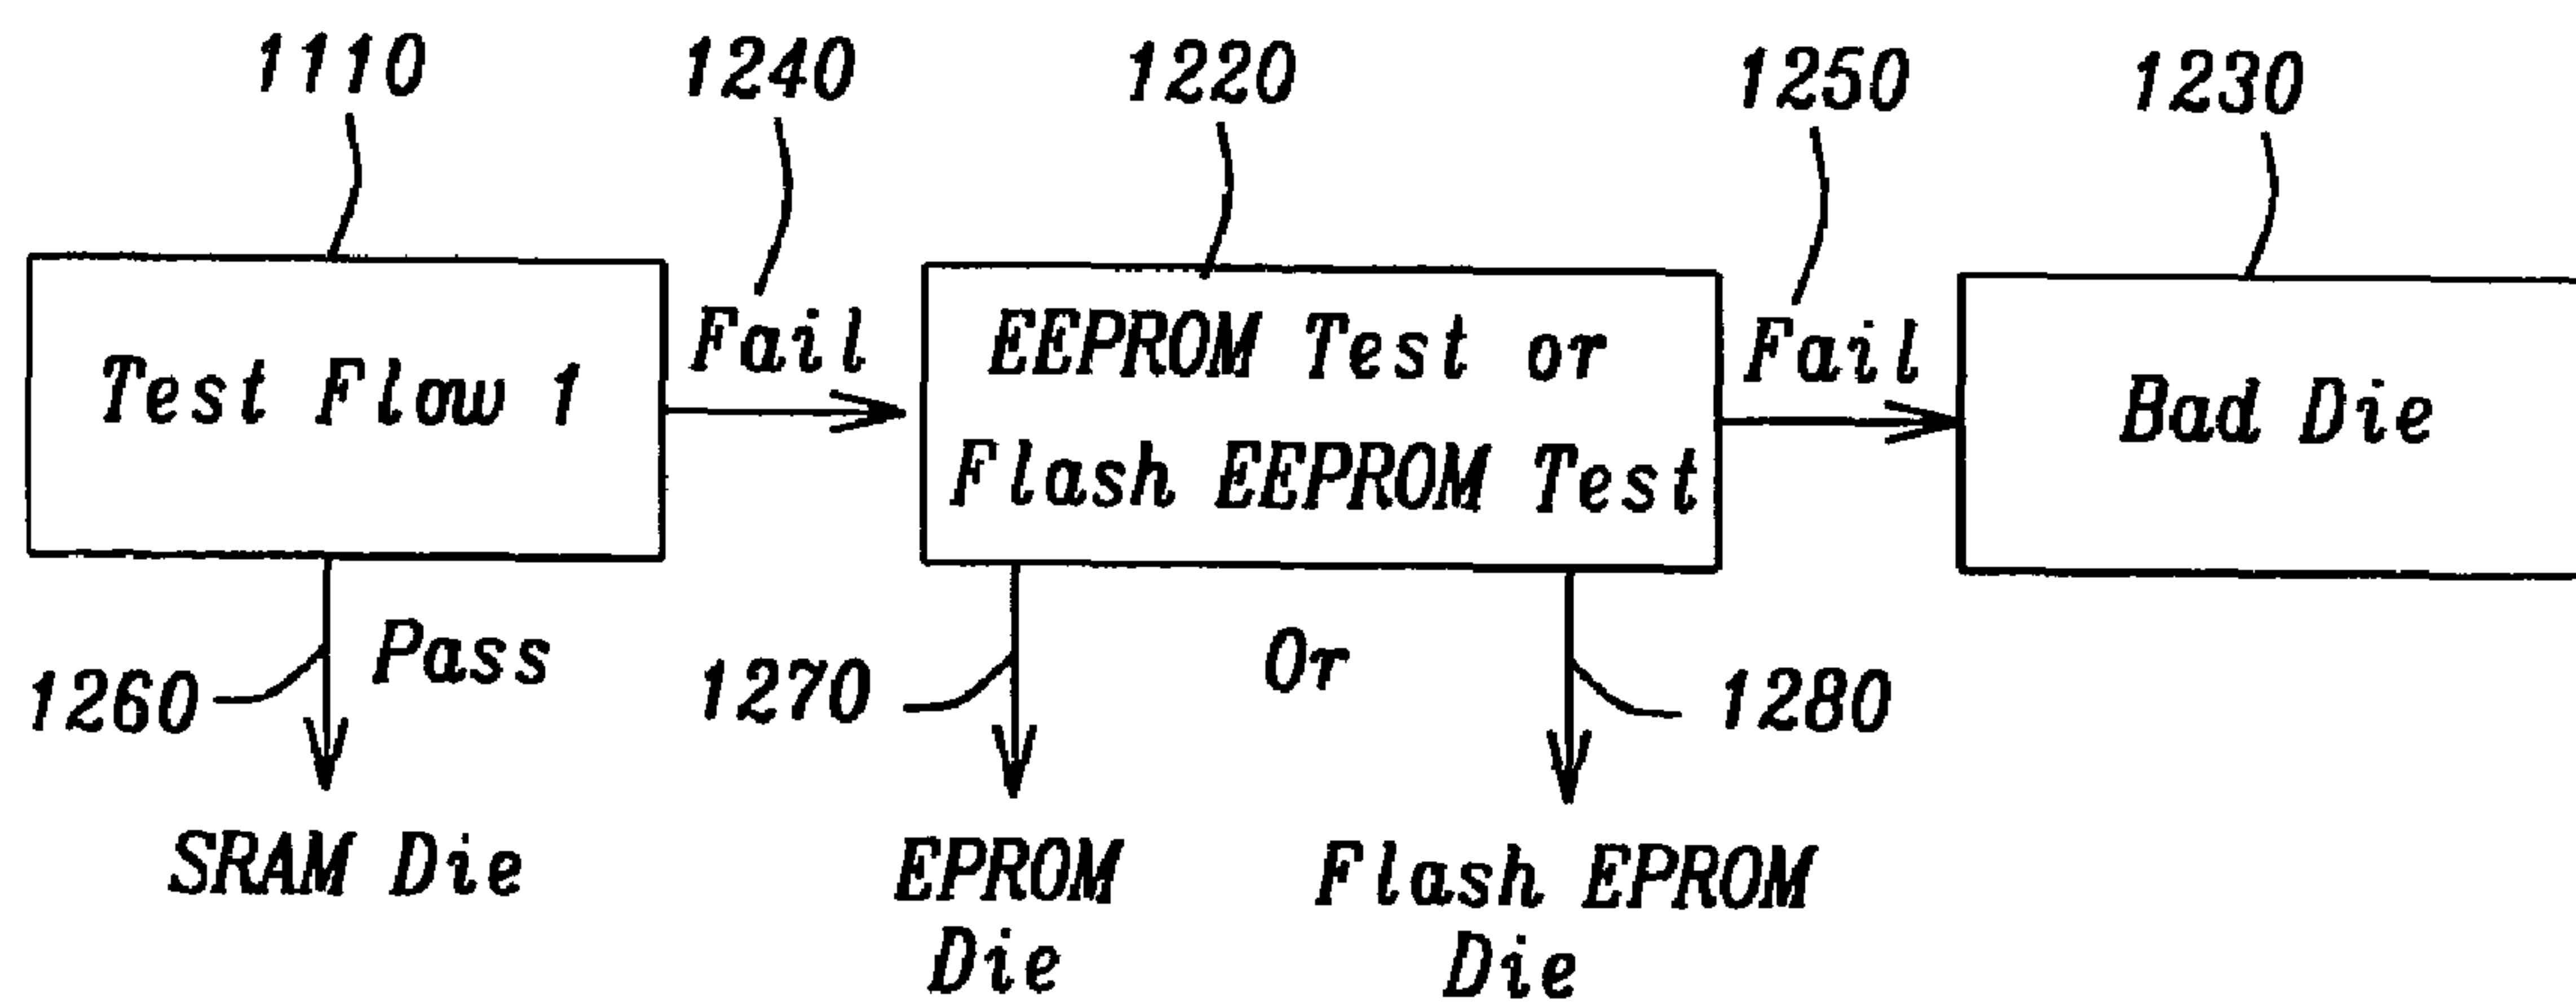 1110
1240
1220
1250
1230
Test Flow 1
Fail
EEPROM Test or
Flash EEPROM Test
Fail
Bad Die
1260
Pass
1270
Or
1280
SRAM Die
EPROM
Die
Flash EPROM
Die